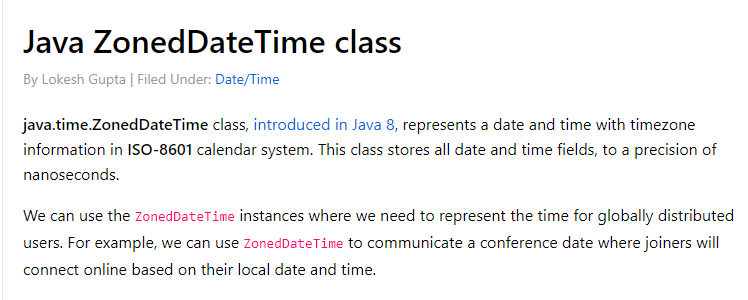 Java ZonedDateTime class
By Lokesh Gupta | Filed Under: Date/Time
java.time.ZonedDateTime class, introduced in Java 8, represents a date and time with timezone
information in ISO-8601 calendar system. This class stores all date and time fields, to a precision of
nanoseconds.
We can use the ZonedDateTime instances where we need to represent the time for globally distributed
users. For example, we can use ZonedDateTime to communicate a conference date where joiners will
connect online based on their local date and time.